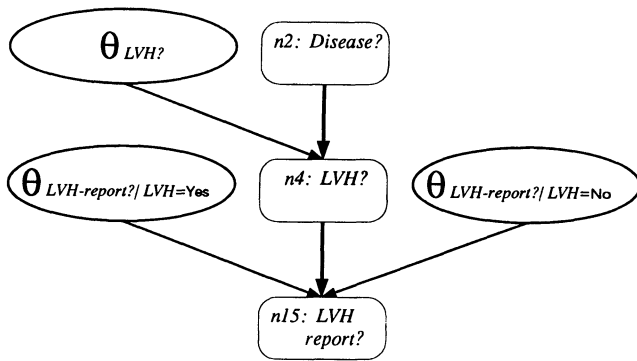 θ LVH?
n2: Disease?
θ LVH-report?| LVH=Yes
n4: LVH?
θ LVH-report?| LVH=No
n15: LVH
report?